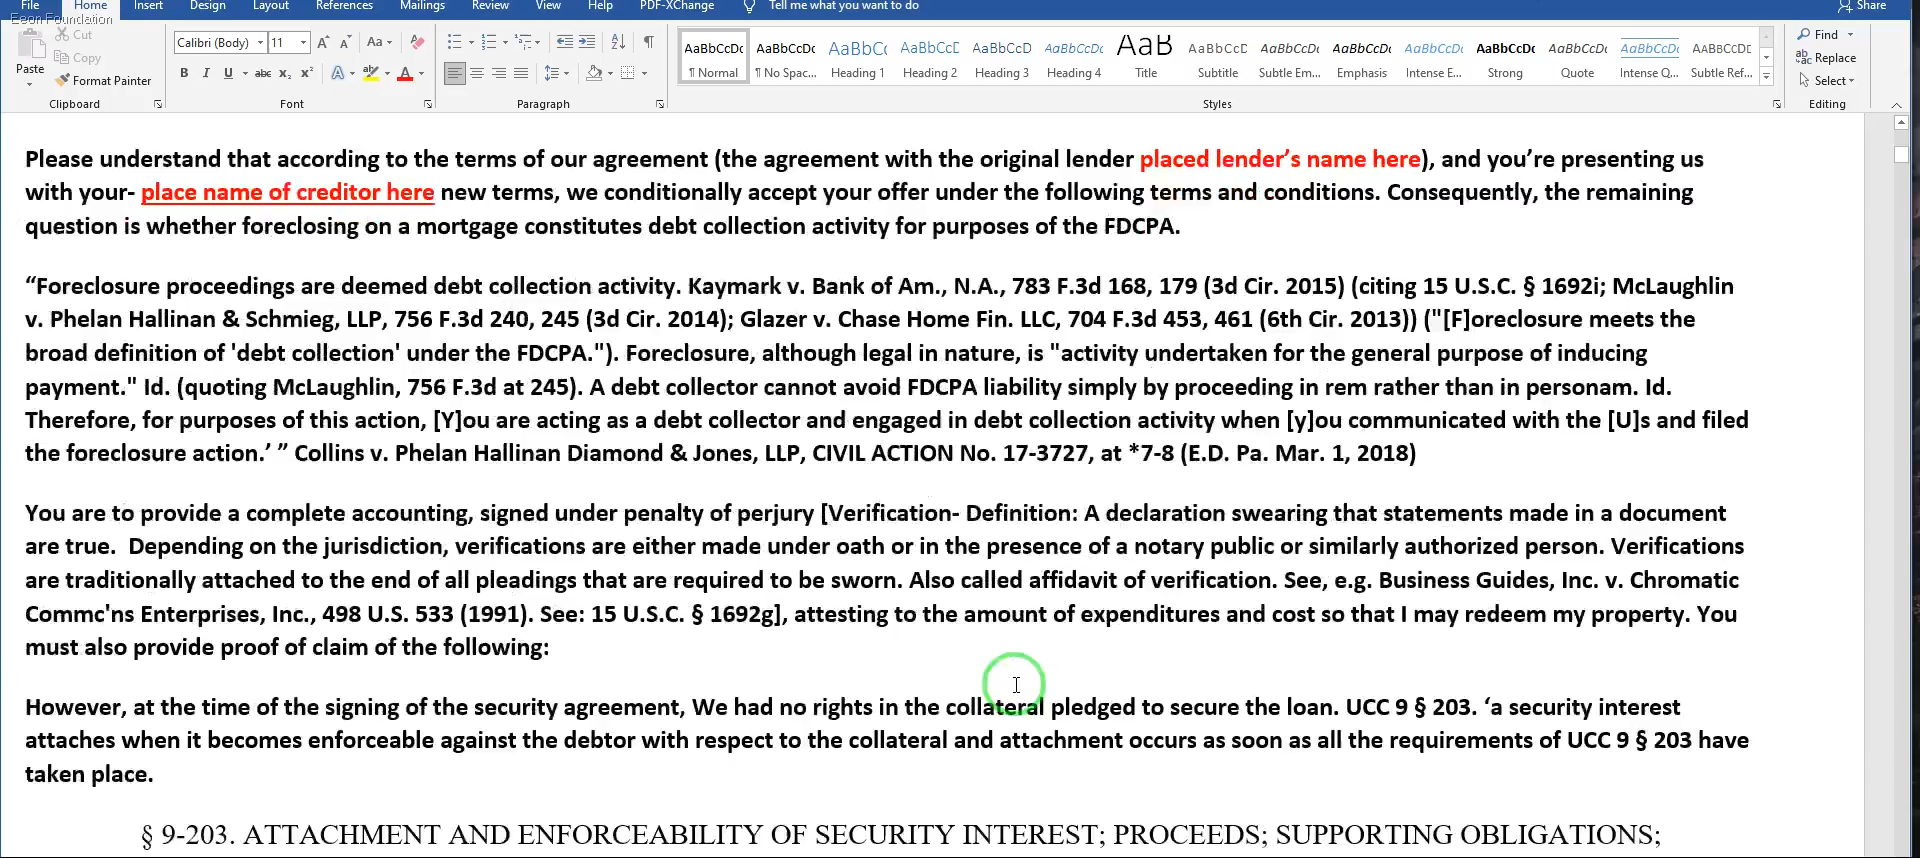 File Home Insert Design Layout References Mailings Review View Help PDF-XChange Tell me what you want to do Share
Eeon Foundation
Cut
Copy
Paste
Format Painter
Clipboard
Calibri (Body) 11
Font
Paragraph
AaBbCcDc AaBbCcDc AaBbCc AaBbCcE AaBbCcD AaBbCcDc AaB AaBbCcD AaBbCcDc AaBbCcDc AaBbCcDc AaBbCcDc AaBbCcDc AaBbCcDc AABBCCDE
¶ Normal ¶ No Spac... Heading 1 Heading 2 Heading 3 Heading 4 Title Subtitle Subtle Em... Emphasis Intense E... Strong Quote Intense Q... Subtle Ref...
Styles
Find
Replace
Select
Editing
Please understand that according to the terms of our agreement (the agreement with the original lender placed lender’s name here), and you’re presenting us
with your- place name of creditor here new terms, we conditionally accept your offer under the following terms and conditions. Consequently, the remaining
question is whether foreclosing on a mortgage constitutes debt collection activity for purposes of the FDCPA.
“Foreclosure proceedings are deemed debt collection activity. Kaymark v. Bank of Am., N.A., 783 F.3d 168, 179 (3d Cir. 2015) (citing 15 U.S.C. § 1692i; McLaughlin
v. Phelan Hallinan & Schmieg, LLP, 756 F.3d 240, 245 (3d Cir. 2014); Glazer v. Chase Home Fin. LLC, 704 F.3d 453, 461 (6th Cir. 2013)) ("[F]oreclosure meets the
broad definition of 'debt collection' under the FDCPA."). Foreclosure, although legal in nature, is "activity undertaken for the general purpose of inducing
payment." Id. (quoting McLaughlin, 756 F.3d at 245). A debt collector cannot avoid FDCPA liability simply by proceeding in rem rather than in personam. Id.
Therefore, for purposes of this action, [Y]ou are acting as a debt collector and engaged in debt collection activity when [y]ou communicated with the [U]s and filed
the foreclosure action.’ ” Collins v. Phelan Hallinan Diamond & Jones, LLP, CIVIL ACTION No. 17-3727, at *7-8 (E.D. Pa. Mar. 1, 2018)
You are to provide a complete accounting, signed under penalty of perjury [Verification- Definition: A declaration swearing that statements made in a document
are true.  Depending on the jurisdiction, verifications are either made under oath or in the presence of a notary public or similarly authorized person. Verifications
are traditionally attached to the end of all pleadings that are required to be sworn. Also called affidavit of verification. See, e.g. Business Guides, Inc. v. Chromatic
Commc'ns Enterprises, Inc., 498 U.S. 533 (1991). See: 15 U.S.C. § 1692g], attesting to the amount of expenditures and cost so that I may redeem my property. You
must also provide proof of claim of the following:
However, at the time of the signing of the security agreement, We had no rights in the collateral pledged to secure the loan. UCC 9 § 203. ‘a security interest
attaches when it becomes enforceable against the debtor with respect to the collateral and attachment occurs as soon as all the requirements of UCC 9 § 203 have
taken place.
§ 9-203. ATTACHMENT AND ENFORCEABILITY OF SECURITY INTEREST; PROCEEDS; SUPPORTING OBLIGATIONS;